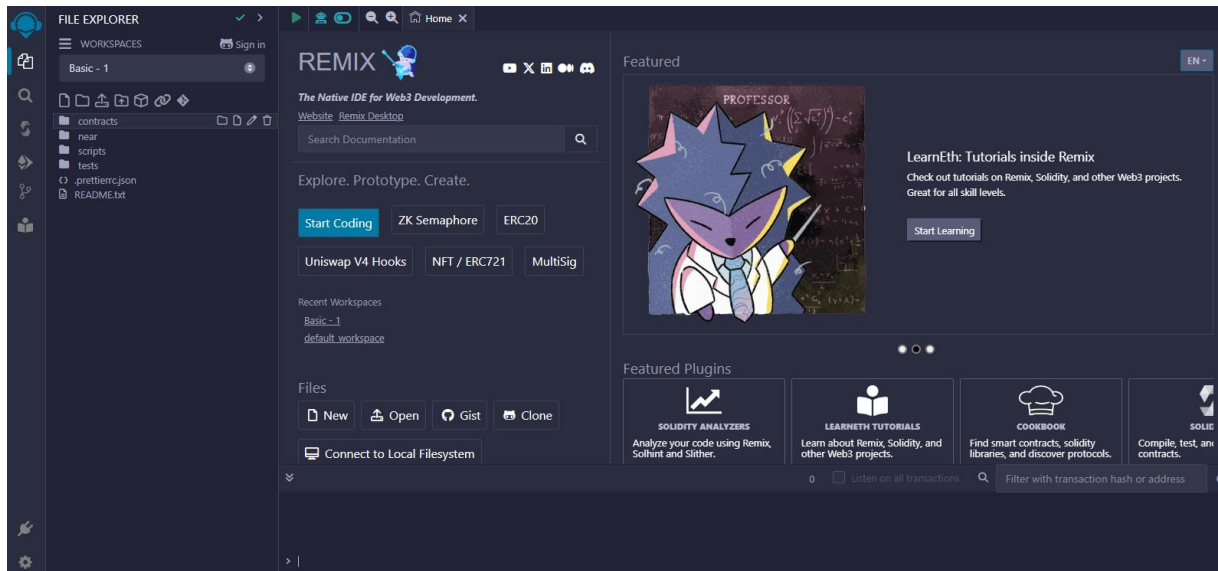 FILE EXPLORER
WORKSPACES
Sign in
Basic - 1
contracts
near
scripts
tests
.prettierrc.json
README.txt
Home
REMIX
The Native IDE for Web3 Development.
Website Remix Desktop
Search Documentation
Explore. Prototype. Create.
Start Coding
ZK Semaphore
ERC20
Uniswap V4 Hooks
NFT / ERC721
MultiSig
Recent Workspaces
Basic - 1
default_workspace
Files
New
Open
Gist
Clone
Connect to Local Filesystem
Featured
EN
PROFESSOR
LearnEth: Tutorials inside Remix
Check out tutorials on Remix, Solidity, and other Web3 projects.
Great for all skill levels.
Start Learning
Featured Plugins
SOLIDITY ANALYZERS
Analyze your code using Remix,
Solhint and Slither.
LEARNETH TUTORIALS
Learn about Remix, Solidity, and
other Web3 projects.
COOKBOOK
Find smart contracts, solidity
libraries, and discover protocols.
SOLID
Compile, test, and
contracts.
0
Listen on all transactions
Filter with transaction hash or address
>